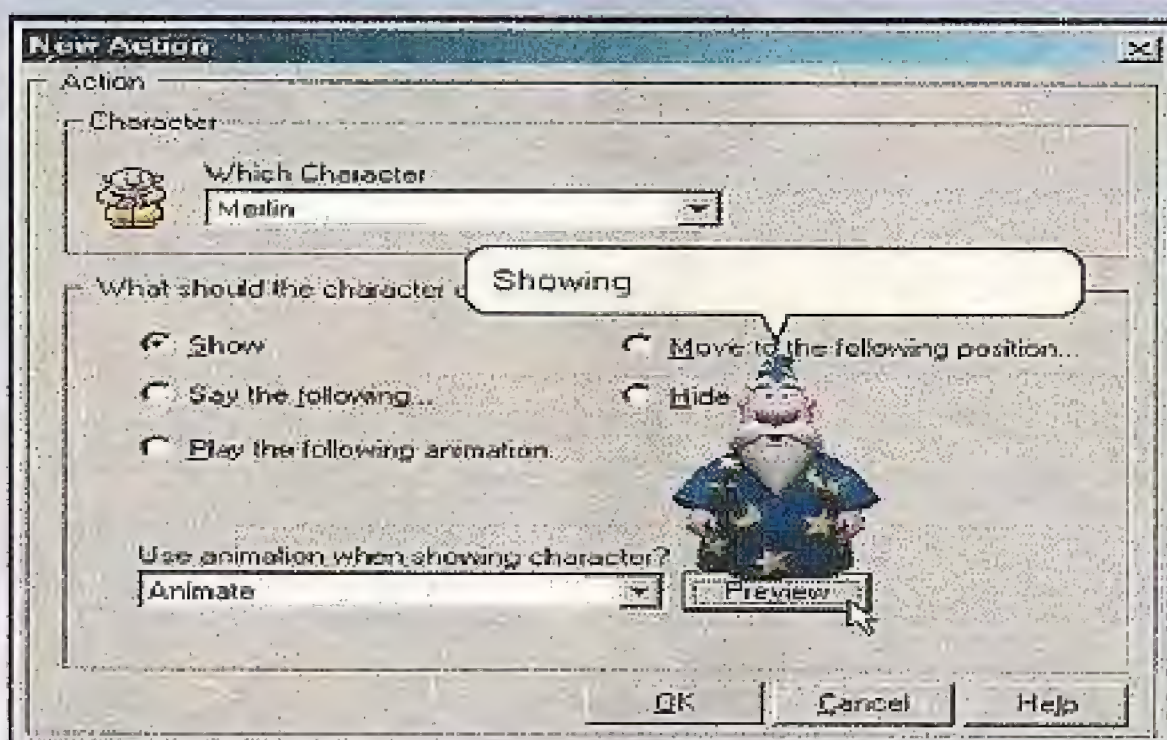 New Action
Action
Character
Which Character
Merlin
What should the character
Showing
Show
Move to the following position...
Say the following...
Hide
Play the following animation
Use animation when showing character?
Animate
Preview
OK
Cancel
Help